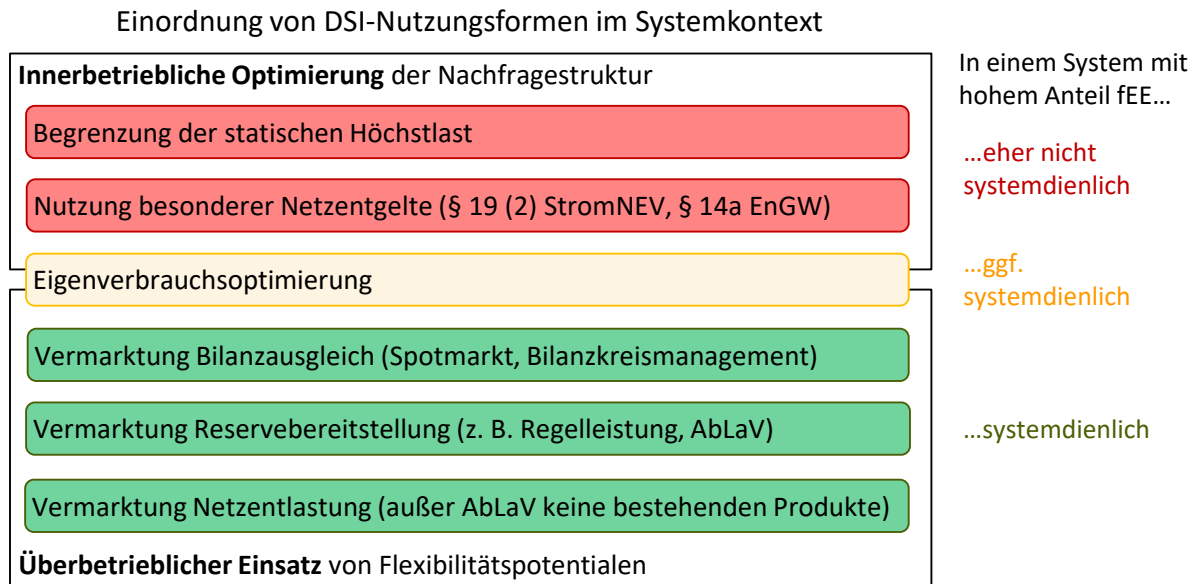 Einordnung von DSI-Nutzungsformen im Systemkontext
Innerbetriebliche Optimierung der Nachfragestruktur
In einem System mit
hohem Anteil fEE…
Begrenzung der statischen Höchstlast
…eher nicht
systemdienlich
Nutzung besonderer Netzentgelte (§ 19 (2) StromNEV, § 14a EnGW)
Eigenverbrauchsoptimierung
…ggf.
systemdienlich
Vermarktung Bilanzausgleich (Spotmarkt, Bilanzkreismanagement)
Vermarktung Reservebereitstellung (z. B. Regelleistung, AbLaV)
…systemdienlich
Vermarktung Netzentlastung (außer AbLaV keine bestehenden Produkte)
Überbetrieblicher Einsatz von Flexibilitätspotentialen